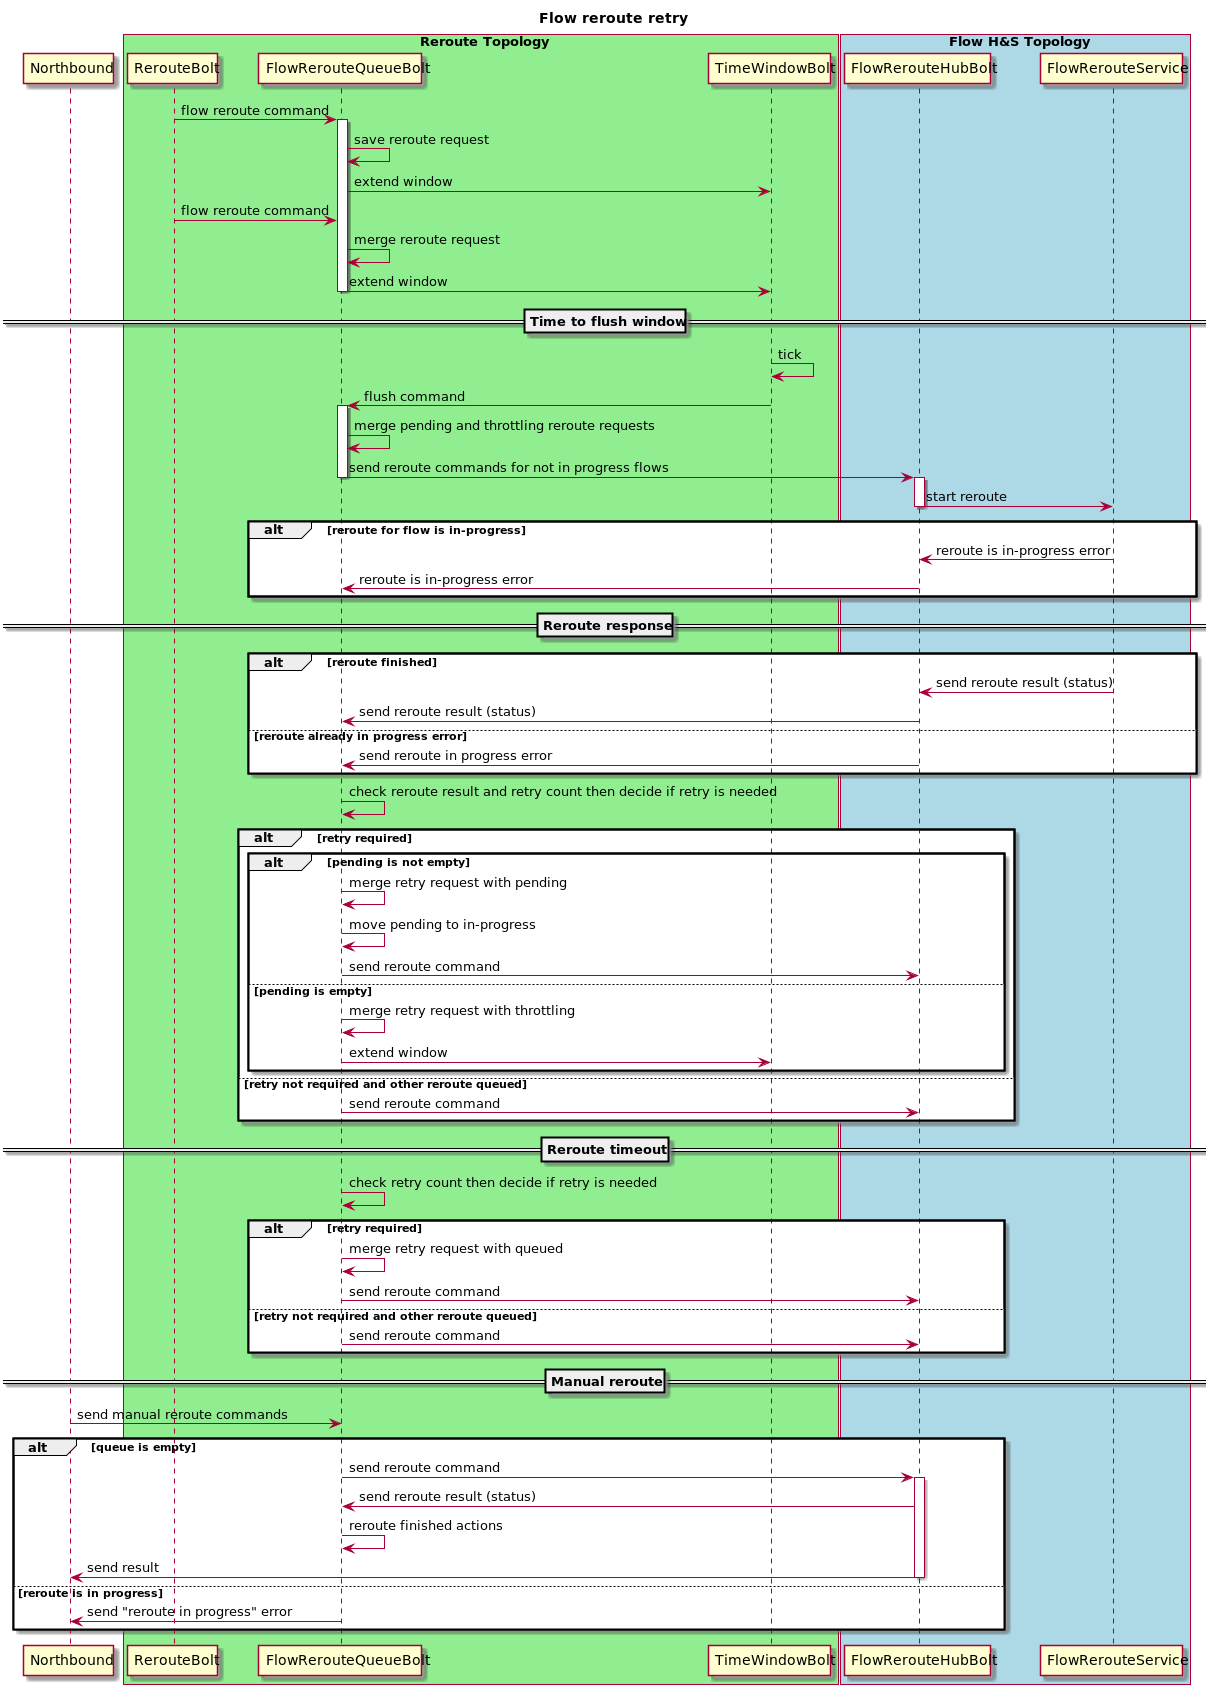 Flow reroute retry
Reroute Topology
Flow H&S Topology
Northbound
RerouteBolt
FlowRerouteQueueBolt
TimeWindowBolt
FlowRerouteHubBolt
FlowRerouteService
flow reroute command
save reroute request
extend window
flow reroute command
merge reroute request
extend window
Time to flush window
tick
flush command
merge pending and throttling reroute requests
send reroute commands for not in progress flows
start reroute
alt [reroute for flow is in-progress]
reroute is in-progress error
reroute is in-progress error
Reroute response
alt [reroute finished]
send reroute result (status)
send reroute result (status)
[reroute already in progress error]
send reroute in progress error
check reroute result and retry count then decide if retry is needed
alt [retry required]
alt [pending is not empty]
merge retry request with pending
move pending to in-progress
send reroute command
[pending is empty]
merge retry request with throttling
extend window
[retry not required and other reroute queued]
send reroute command
Reroute timeout
check retry count then decide if retry is needed
alt [retry required]
merge retry request with queued
send reroute command
[retry not required and other reroute queued]
send reroute command
Manual reroute
send manual reroute commands
alt [queue is empty]
send reroute command
send reroute result (status)
reroute finished actions
send result
[reroute is in progress]
send "reroute in progress" error
Northbound
RerouteBolt
FlowRerouteQueueBolt
TimeWindowBolt
FlowRerouteHubBolt
FlowRerouteService